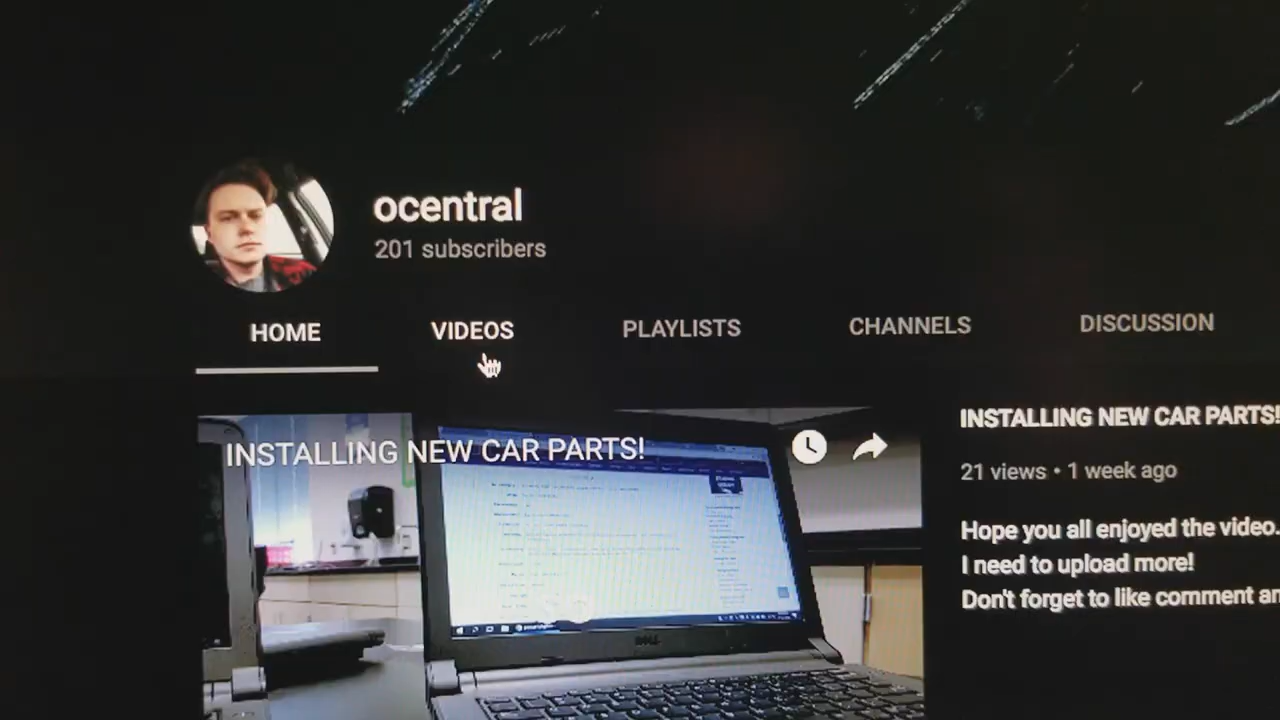 ocentral
201 subscribers
HOME VIDEOS PLAYLISTS CHANNELS DISCUSSION
INSTALLING NEW CAR PARTS!
INSTALLING NEW CAR PARTS!
21 views • 1 week ago
Hope you all enjoyed the video.
I need to upload more!
Don't forget to like comment an
DELL